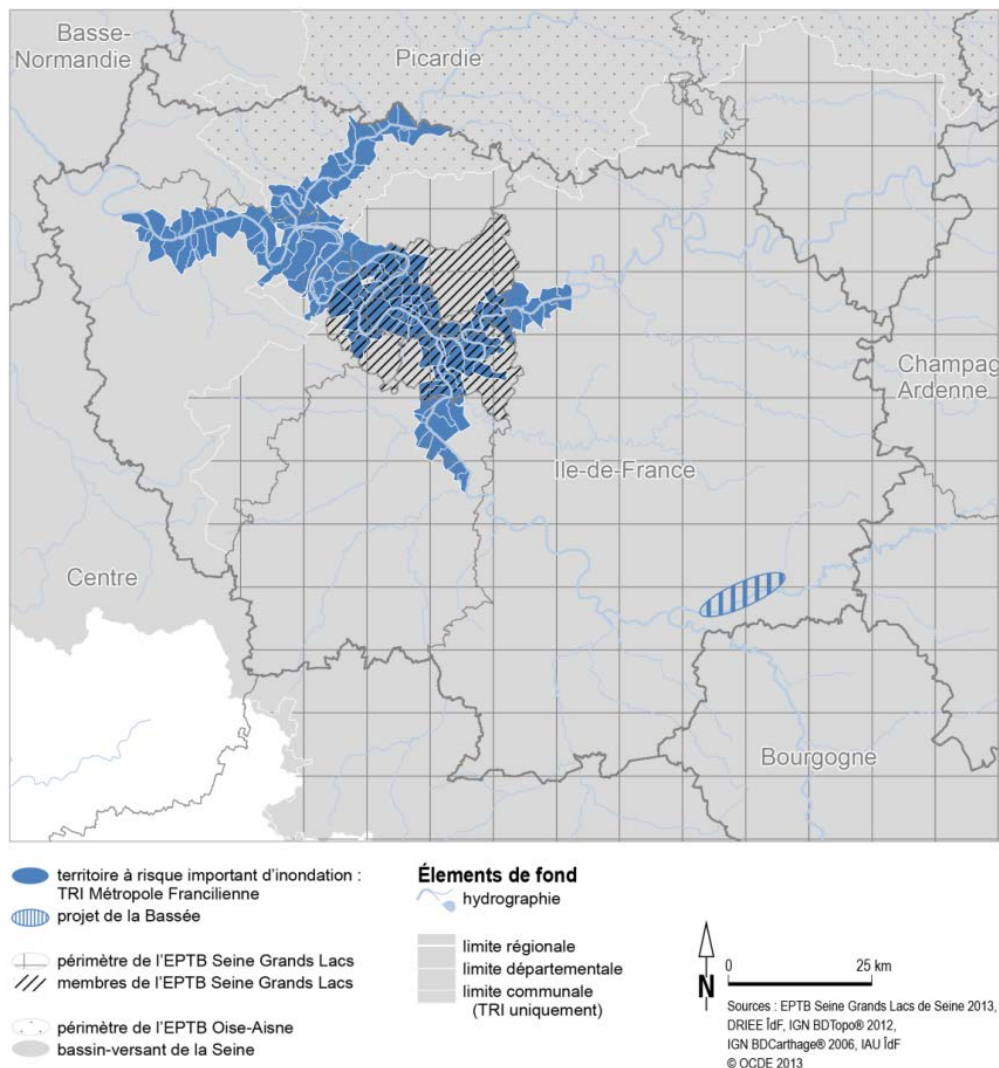 Basse-
Normandie
Picardie
Champag
Ardenne
Ile-de-France
Centre
Bourgogne
territoire à risque important d'inondation :
TRI Métropole Francilienne
projet de la Bassée
périmètre de l'EPTB Seine Grands Lacs
membres de l'EPTB Seine Grands Lacs
périmètre de l'EPTB Oise-Aisne
bassin-versant de la Seine
Élements de fond
hydrographie
limite régionale
limite départementale
limite communale
(TRI uniquement)
N
0 25 km
Sources : EPTB Seine Grands Lacs de Seine 2013,
DRIEE ÎdF, IGN BDTopo® 2012,
IGN BDCarthage® 2006, IAU ÎdF
© OCDE 2013